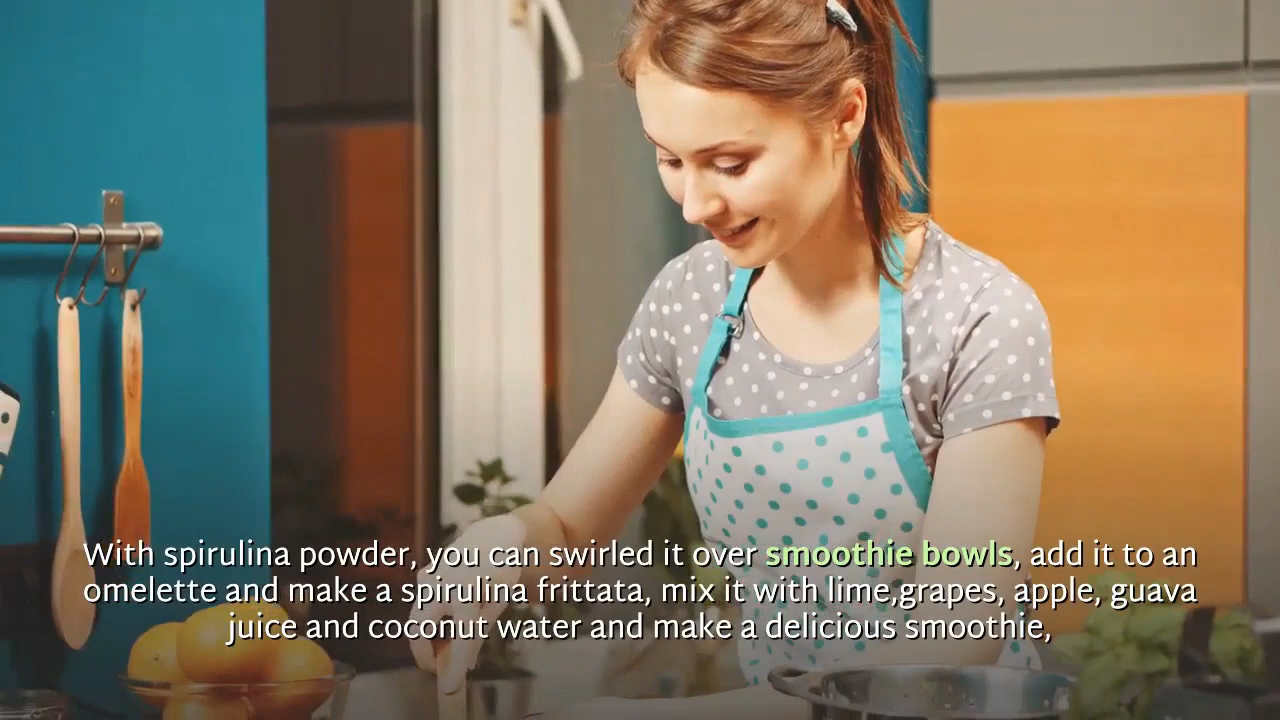 With spirulina powder, you can swirled it over smoothie bowls, add it to an
omelette and make a spirulina frittata, mix it with lime,grapes, apple, guava
juice and coconut water and make a delicious smoothie,